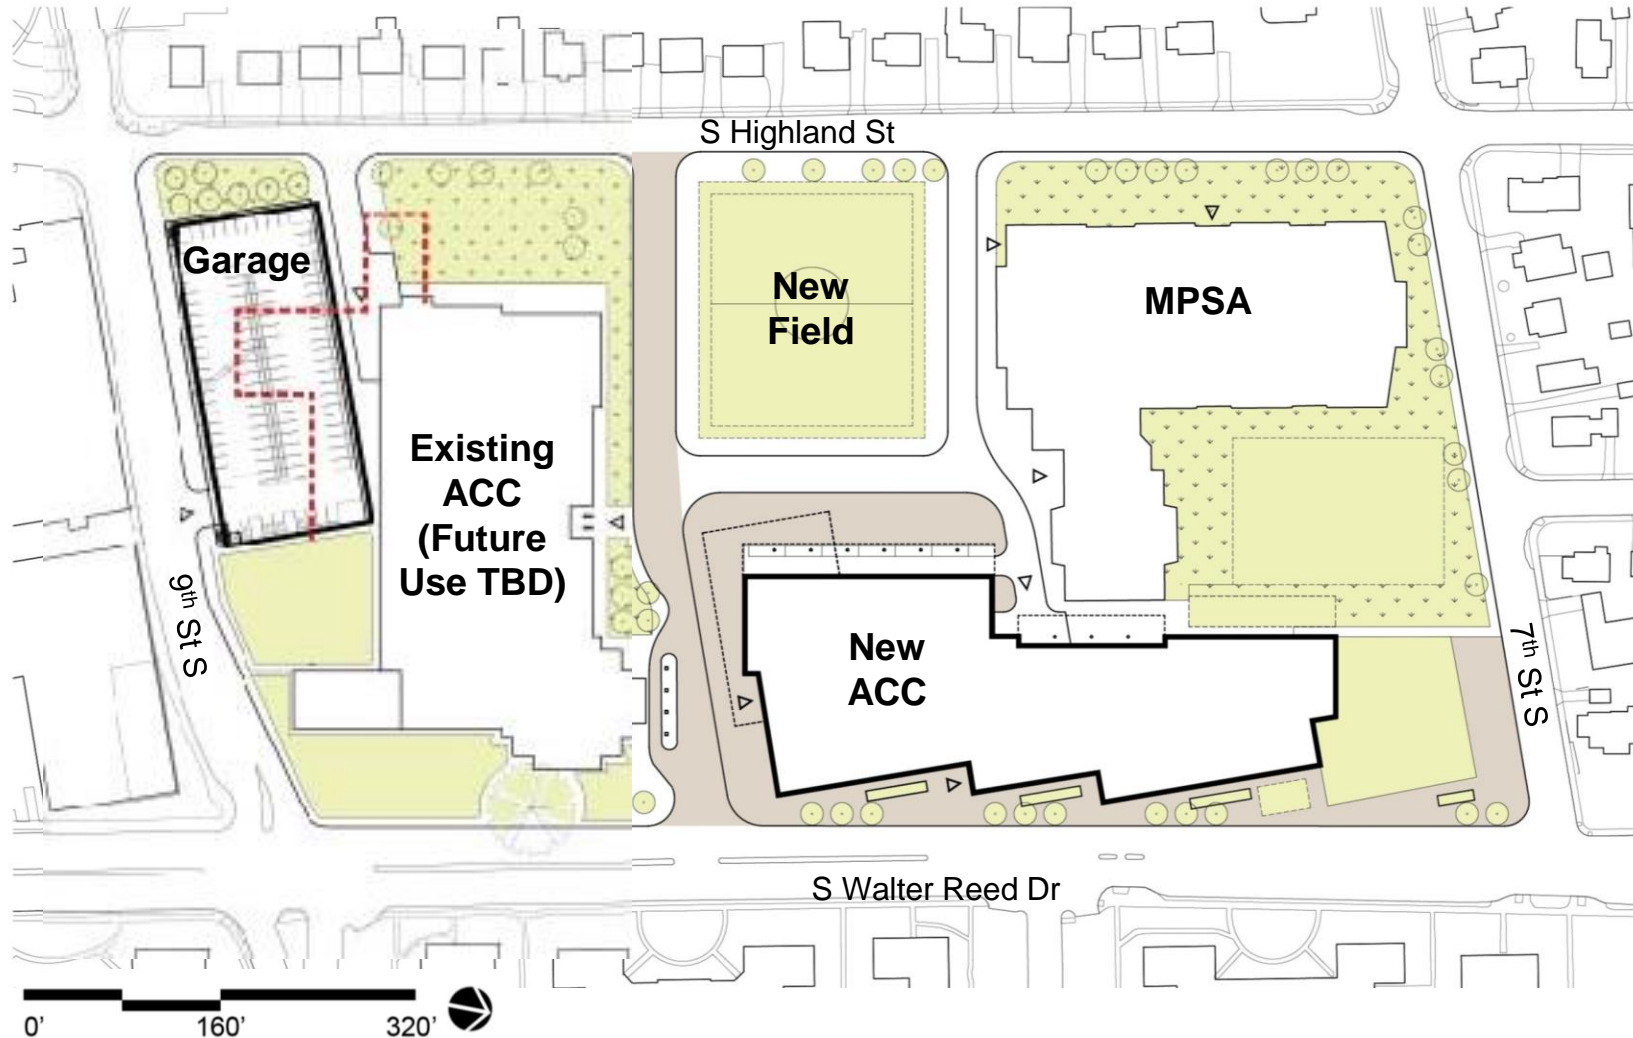 S Highland St
Garage
New
Field
MPSA
Existing
ACC
(Future
Use TBD)
9th St S
New
ACC
7th St S
S Walter Reed Dr
0' 160' 320'